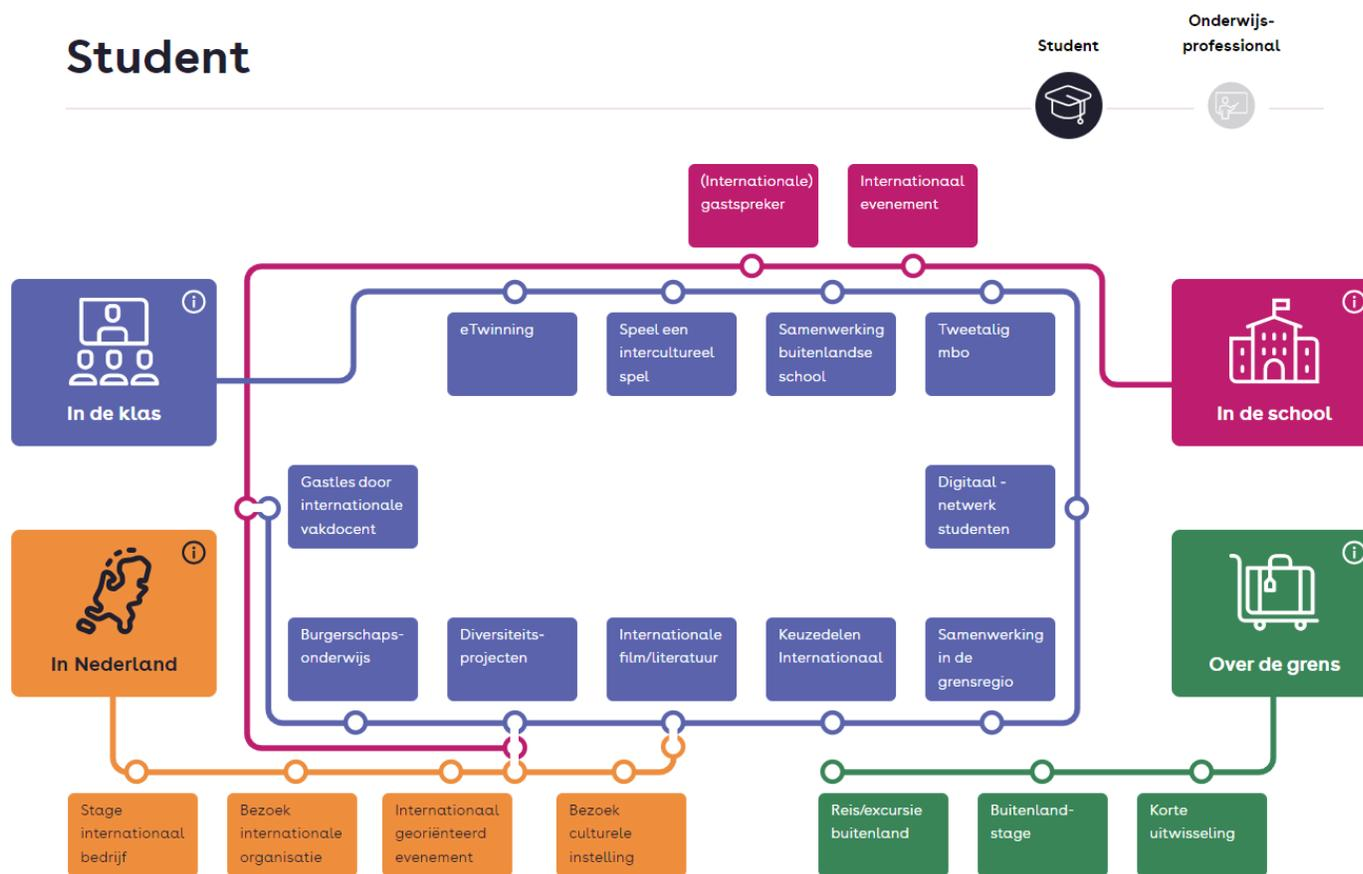 Student
Student
Onderwijs-
professional
(Internationale)
gastspreker
Internationaal
evenement
In de klas
eTwinning
Speel een
intercultureel
spel
Samenwerking
buitenlandse
school
Tweetalig
mbo
In de school
Gastles door
internationale
vakdocent
Digitaal -
netwerk
studenten
In Nederland
Burgerschaps-
onderwijs
Diversiteits-
projecten
Internationale
film/literatuur
Keuzedelen
Internationaal
Samenwerking
in de
grensregio
Over de grens
Stage
internationaal
bedrijf
Bezoek
internationale
organisatie
Internationaal
georiënteerd
evenement
Bezoek
culturele
instelling
Reis/excursie
buitenland
Buitenland-
stage
Korte
uitwisseling